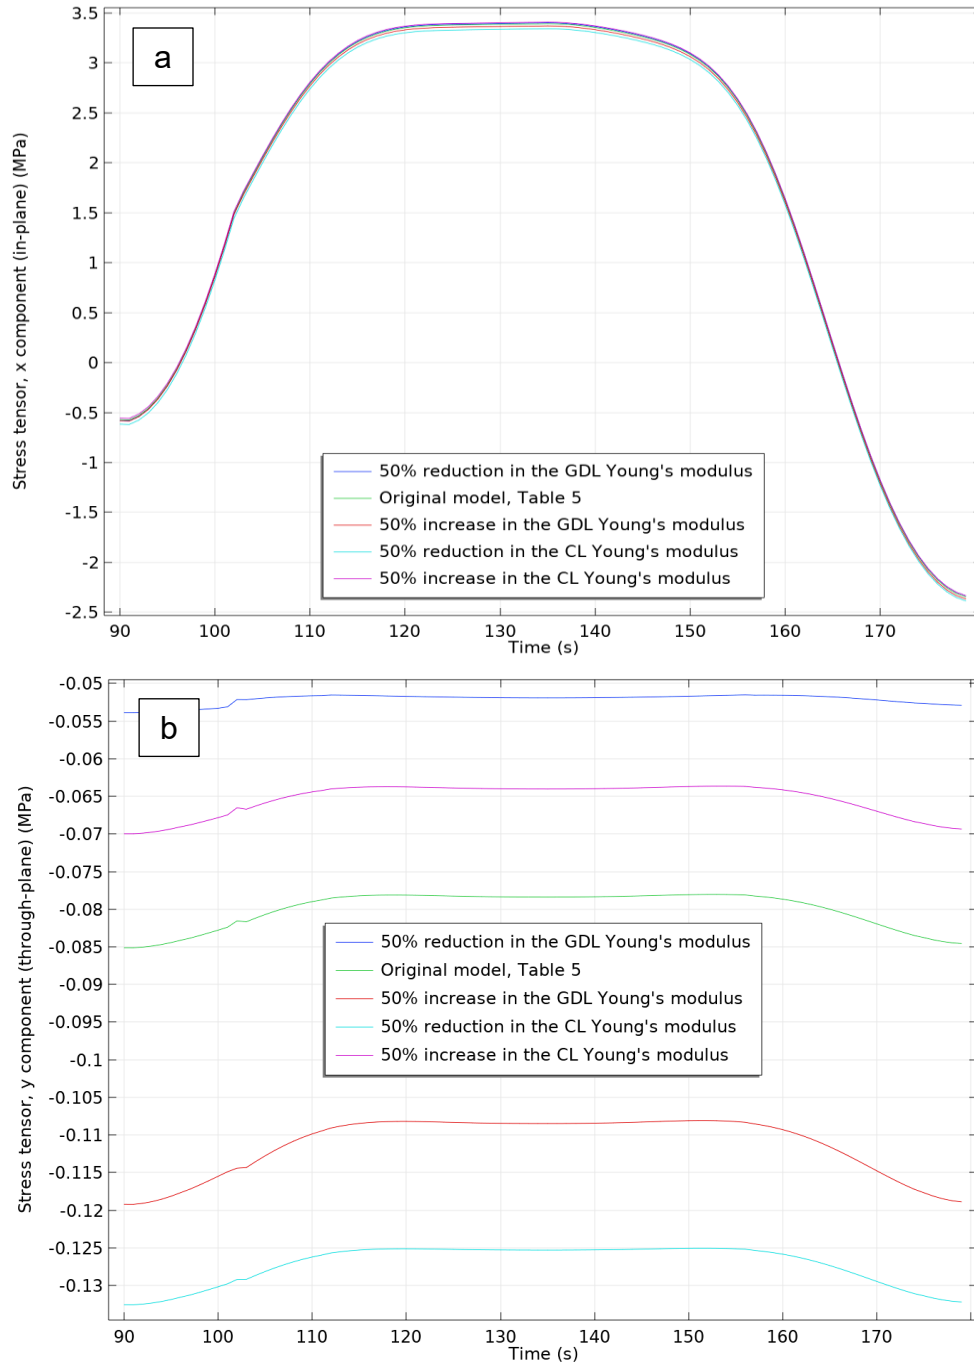 a
Stress tensor, x component (in-plane) (MPa)
3.5
3
2.5
2
1.5
1
0.5
0
-0.5
-1
-1.5
-2
-2.5
50% reduction in the GDL Young's modulus
Original model, Table 5
50% increase in the GDL Young's modulus
50% reduction in the CL Young's modulus
50% increase in the CL Young's modulus
90 100 110 120 130 140 150 160 170
Time (s)
b
Stress tensor, y component (through-plane) (MPa)
-0.05
-0.055
-0.06
-0.065
-0.07
-0.075
-0.08
-0.085
-0.09
-0.095
-0.1
-0.105
-0.11
-0.115
-0.12
-0.125
-0.13
50% reduction in the GDL Young's modulus
Original model, Table 5
50% increase in the GDL Young's modulus
50% reduction in the CL Young's modulus
50% increase in the CL Young's modulus
90 100 110 120 130 140 150 160 170
Time (s)